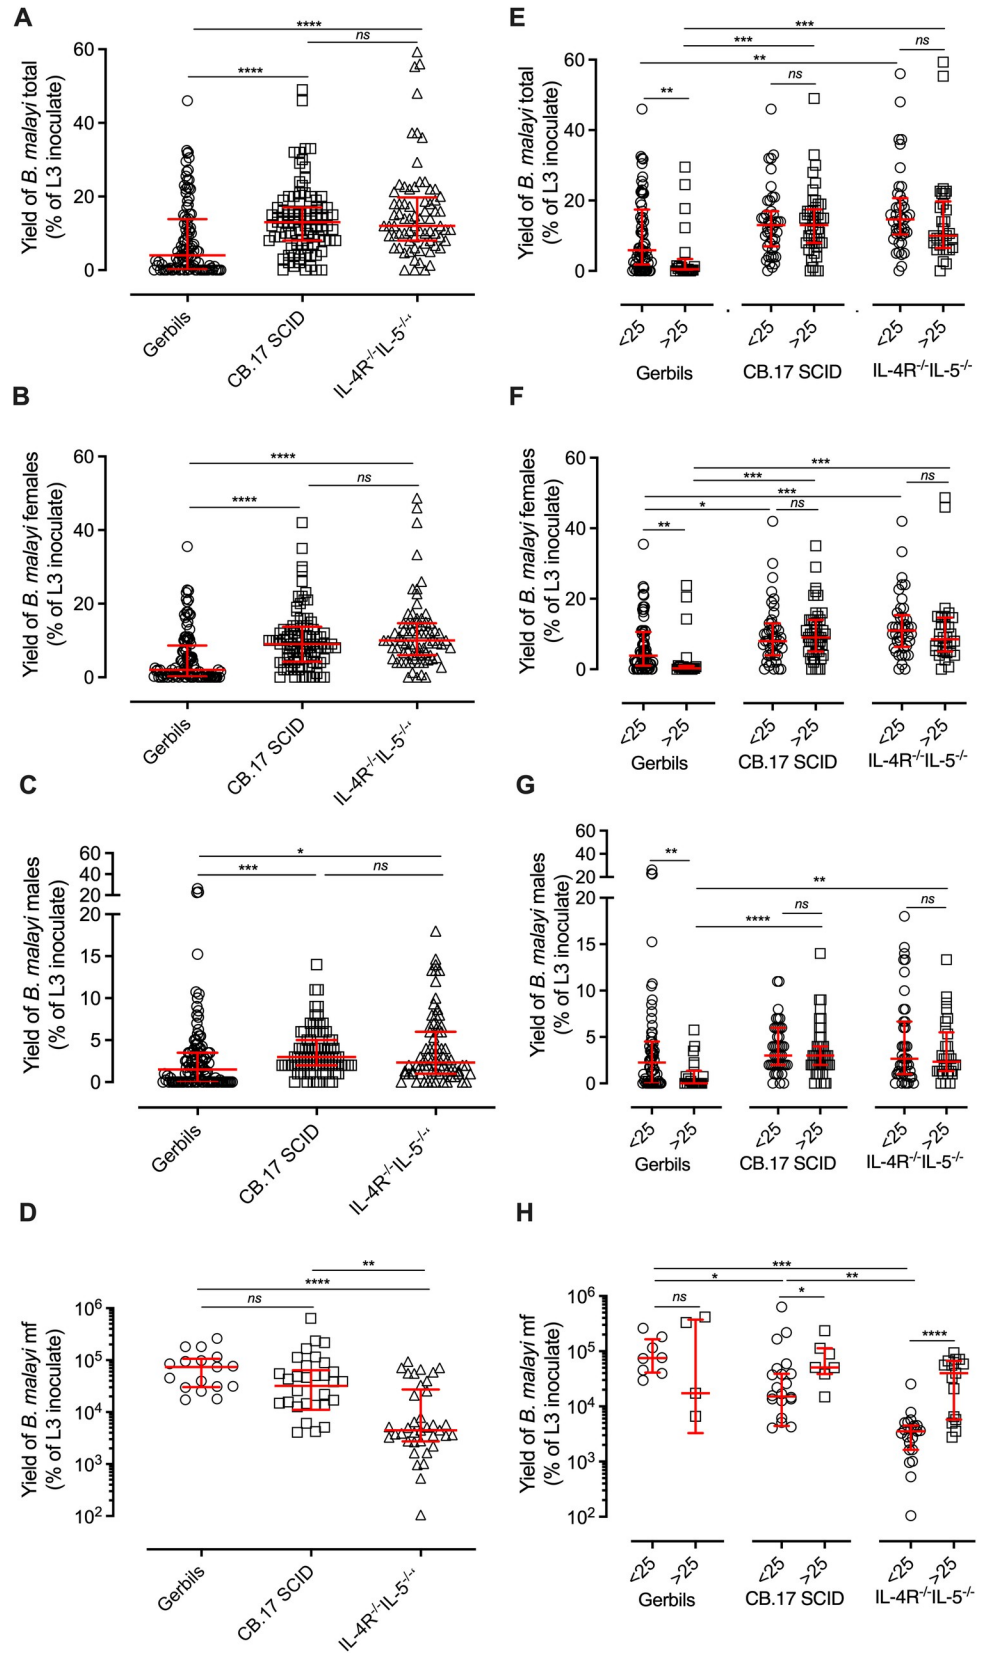 A
Yield of B. malayi total
(% of L3 inoculate)
60
40
20
0
****
ns
****
Gerbils
CB.17 SCID
IL-4R-/-IL-5-/-
B
Yield of B. malayi females
(% of L3 inoculate)
60
40
20
0
****
ns
****
Gerbils
CB.17 SCID
IL-4R-/-IL-5-/-
C
Yield of B. malayi males
(% of L3 inoculate)
60
40
20
20
15
10
5
0
*
***
ns
Gerbils
CB.17 SCID
IL-4R-/-IL-5-/-
D
Yield of B. malayi mf
(% of L3 inoculate)
10^6
10^5
10^4
10^3
10^2
**
****
ns
Gerbils
CB.17 SCID
IL-4R-/-IL-5-/-
E
Yield of B. malayi total
(% of L3 inoculate)
60
40
20
0
***
***
ns
**
ns
**
<25 >25 <25 >25 <25 >25
Gerbils CB.17 SCID IL-4R-/-IL-5-/-
F
Yield of B. malayi females
(% of L3 inoculate)
60
40
20
0
***
***
ns
***
*
ns
**
<25 >25 <25 >25 <25 >25
Gerbils CB.17 SCID IL-4R-/-IL-5-/-
G
Yield of B. malayi males
(% of L3 inoculate)
60
40
20
20
15
10
5
0
**
**
ns
ns
****
<25 >25 <25 >25 <25 >25
Gerbils CB.17 SCID IL-4R-/-IL-5-/-
H
Yield of B. malayi mf
(% of L3 inoculate)
10^6
10^5
10^4
10^3
10^2
***
*
**
ns
*
****
<25 >25 <25 >25 <25 >25
Gerbils CB.17 SCID IL-4R-/-IL-5-/-